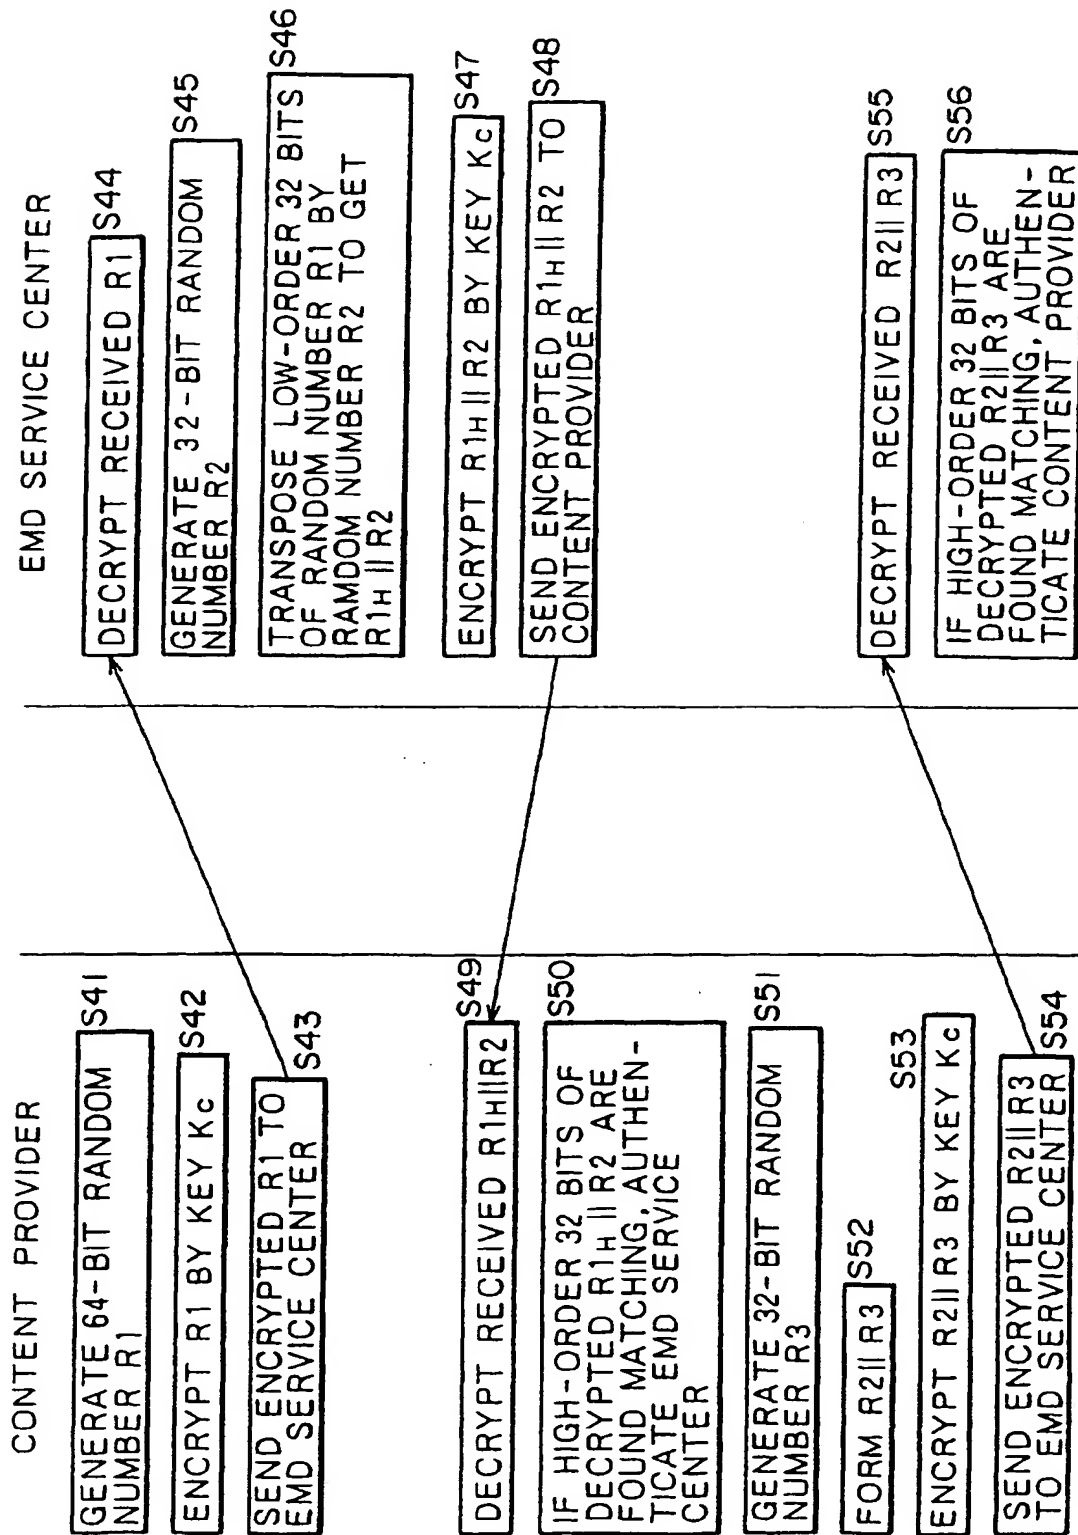 CONTENT PROVIDER
GENERATE 64-BIT RANDOM
NUMBER R1
S41
ENCRYPT R1 BY KEY Kc
S42
SEND ENCRYPTED R1 TO
EMD SERVICE CENTER
S43
DECRYPT RECEIVED R1H||R2
S49
IF HIGH-ORDER 32 BITS OF
DECRYPTED R1H || R2 ARE
FOUND MATCHING, AUTHEN-
TICATE EMD SERVICE
CENTER
S50
GENERATE 32-BIT RANDOM
NUMBER R3
S51
FORM R2|| R3
S52
ENCRYPT R2|| R3 BY KEY Kc
S53
SEND ENCRYPTED R2|| R3
TO EMD SERVICE CENTER
S54
EMD SERVICE CENTER
DECRYPT RECEIVED R1
S44
GENERATE 32-BIT RANDOM
NUMBER R2
S45
TRANSPOSE LOW-ORDER 32 BITS
OF RANDOM NUMBER R1 BY
RAMDOM NUMBER R2 TO GET
R1H || R2
S46
ENCRYPT R1H || R2 BY KEY Kc
S47
SEND ENCRYPTED R1H || R2 TO
CONTENT PROVIDER
S48
DECRYPT RECEIVED R2|| R3
S55
IF HIGH-ORDER 32 BITS OF
DECRYPTED R2|| R3 ARE
FOUND MATCHING, AUTHEN-
TICATE CONTENT PROVIDER
S56